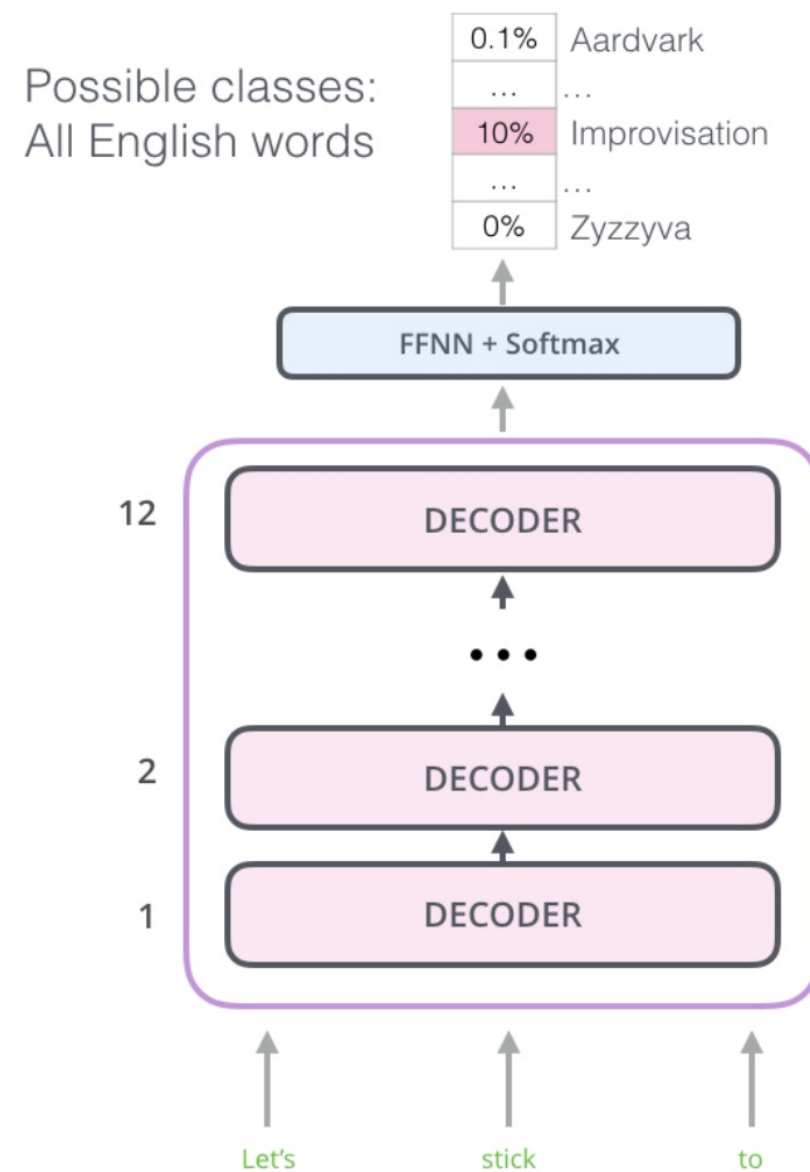 Possible classes:
All English words
0.1% Aardvark
... ...
10% Improvisation
... ...
0% Zyzzyva
FFNN + Softmax
12 DECODER
...
2 DECODER
1 DECODER
Let's stick to